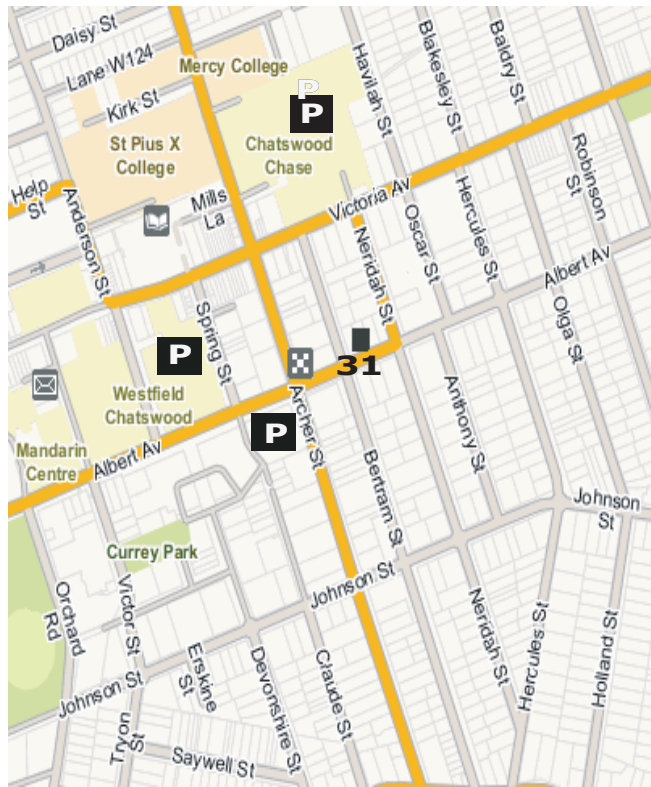 Daisy St
Lane W124
Kirk St
Mercy College
P
P
St Pius X
College
Chatswood
Chase
Havilah St
Blakesley St
Baldry St
Robinson
St
Help
St
Anderson St
Mills
La
Victoria Av
Oscar St
Hercules St
Neridah St
Albert Av
Olga St
Spring St
P
31
Westfield
Chatswood
P
Archer St
Anthony St
Mandarin
Centre
Albert Av
Bertram St
Johnson
St
Currey Park
Johnson St
Orchard
Rd
Victor St
Neridah St
Hercules St
Holland St
Johnson St
Erskine
St
Devonshire St
Claude St
Tryon
St
Saywell St